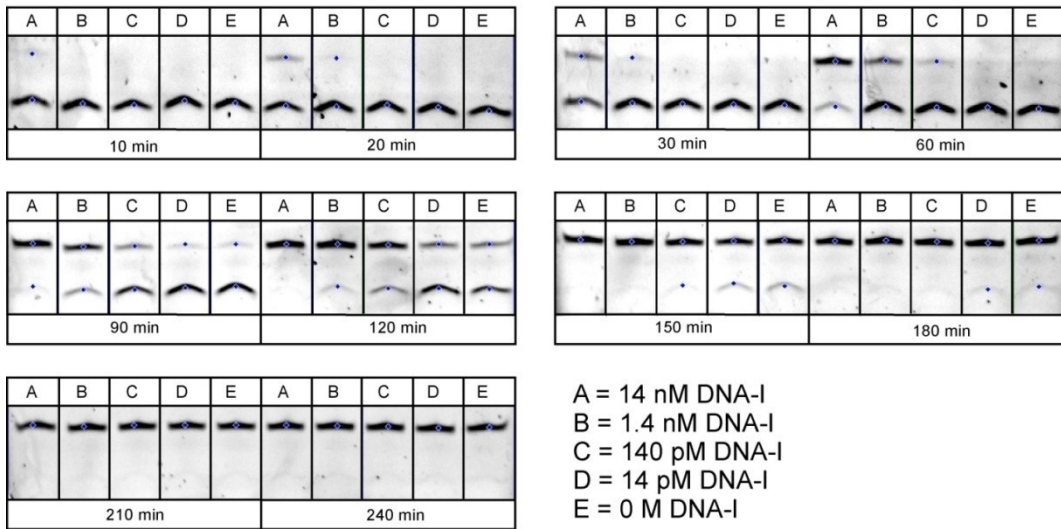 A B C D E A B C D E
10 min 20 min
A B C D E A B C D E
30 min 60 min
A B C D E A B C D E
90 min 120 min
A B C D E A B C D E
150 min 180 min
A B C D E A B C D E
210 min 240 min
A = 14 nM DNA-I
B = 1.4 nM DNA-I
C = 140 pM DNA-I
D = 14 pM DNA-I
E = 0 M DNA-I